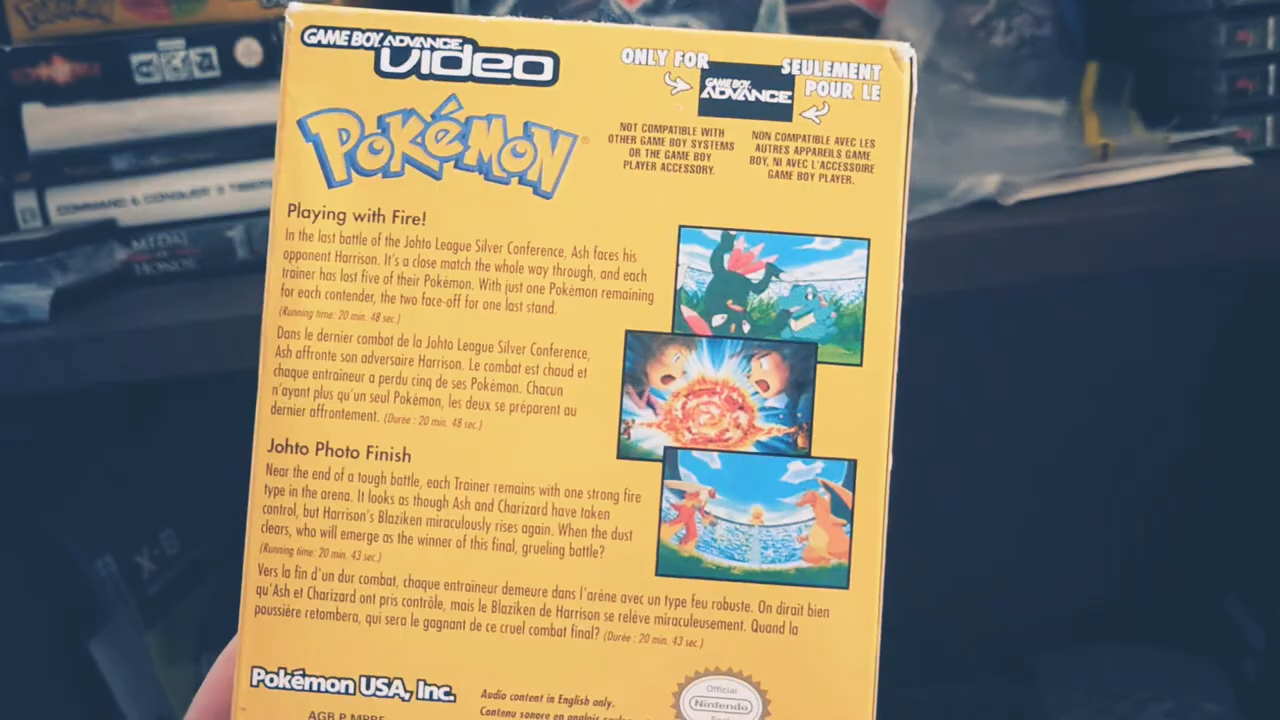 GAME BOY ADVANCE
video
POKéMON
ONLY FOR
GAME BOY ADVANCE
SEULEMENT
POUR LE
NOT COMPATIBLE WITH
OTHER GAME BOY SYSTEMS
OR THE GAME BOY
PLAYER ACCESSORY.
NON COMPATIBLE AVEC LES
AUTRES APPAREILS GAME
BOY, NI AVEC L'ACCESSOIRE
GAME BOY PLAYER.
Playing with Fire!
In the last battle of the Johto League Silver Conference, Ash faces his
opponent Harrison. It's a close match the whole way through, and each
trainer has lost five of their Pokémon. With just one Pokémon remaining
for each contender, the two face-off for one last stand.
(Running time: 20 min. 48 sec.)
Dans le dernier combat de la Johto League Silver Conference,
Ash affronte son adversaire Harrison. Le combat est chaud et
chaque entraineur a perdu cinq de ses Pokémon. Chacun
n'ayant plus qu'un seul Pokémon, les deux se préparent au
dernier affrontement. (Durée : 20 min. 48 sec.)
Johto Photo Finish
Near the end of a tough battle, each Trainer remains with one strong fire
type in the arena. It looks as though Ash and Charizard have taken
control, but Harrison's Blaziken miraculously rises again. When the dust
clears, who will emerge as the winner of this final, grueling battle?
(Running time: 20 min. 43 sec.)
Vers la fin d'un dur combat, chaque entraineur demeure dans l'arène avec un type feu robuste. On dirait bien
qu'Ash et Charizard ont pris contrôle, mais le Blaziken de Harrison se relève miraculeusement. Quand la
poussière retombera, qui sera le gagnant de ce cruel combat final? (Durée : 20 min. 43 sec.)
Pokémon USA, Inc.
AGB P MPRE
Audio content in English only.
Contenu sonore en anglais
Official
Nintendo
Seal
COMMAND & CONQUER 3
MEDAL
HONOR